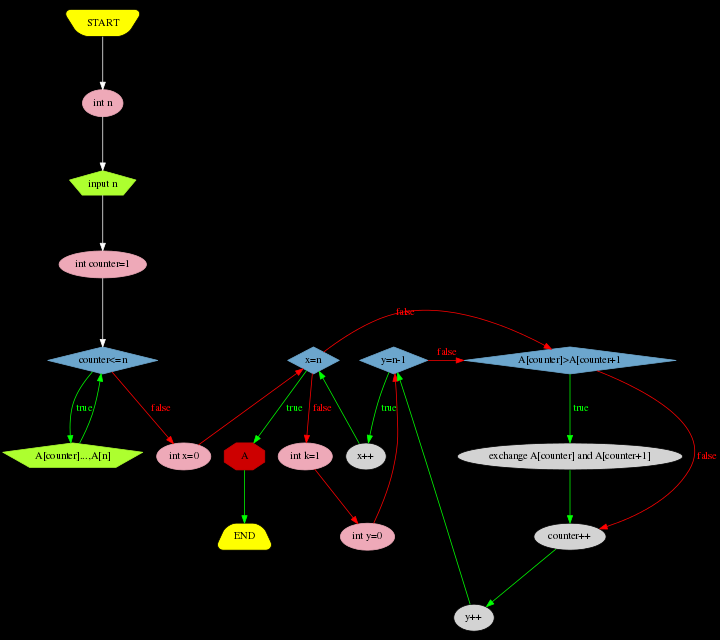 START
int n
input n
int counter=1
false
counter<=n
x=n
y=n-1
false
A[counter]>A[counter+1
true
false
true
false
true
true
A[counter]...,A[n]
int x=0
A
int k=1
x++
exchange A[counter] and A[counter+1]
false
END
int y=0
counter++
y++